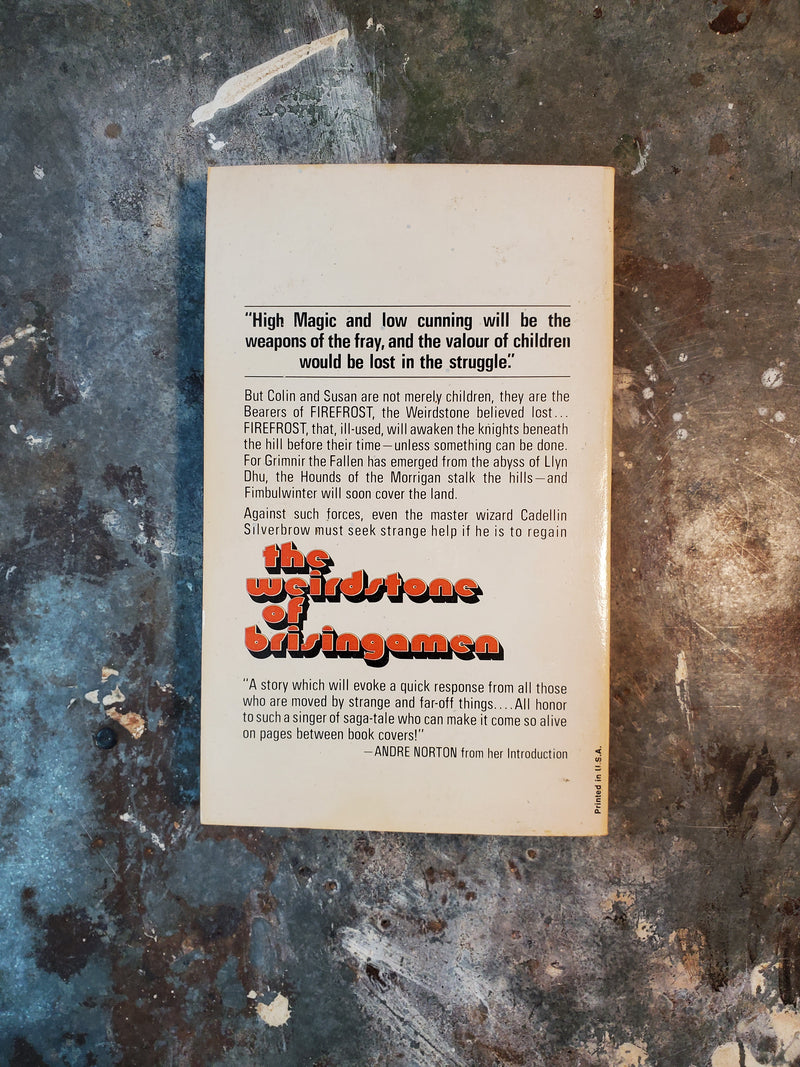 “High Magic and low cunning will be the
weapons of the fray, and the valour of children
would be lost in the struggle.”
But Colin and Susan are not merely children, they are the
Bearers of FIREFROST, the Weirdstone believed lost...
FIREFROST, that, ill-used, will awaken the knights beneath
the hill before their time—unless something can be done.
For Grimnir the Fallen has emerged from the abyss of Llyn
Dhu, the Hounds of the Morrigan stalk the hills—and
Fimbulwinter will soon cover the land.
Against such forces, even the master wizard Cadellin
Silverbrow must seek strange help if he is to regain
the
weirdstone
of
brisingamen
“A story which will evoke a quick response from all those
who are moved by strange and far-off things....All honor
to such a singer of saga-tale who can make it come so alive
on pages between book covers!”
—ANDRE NORTON from her Introduction
Printed in U.S.A.